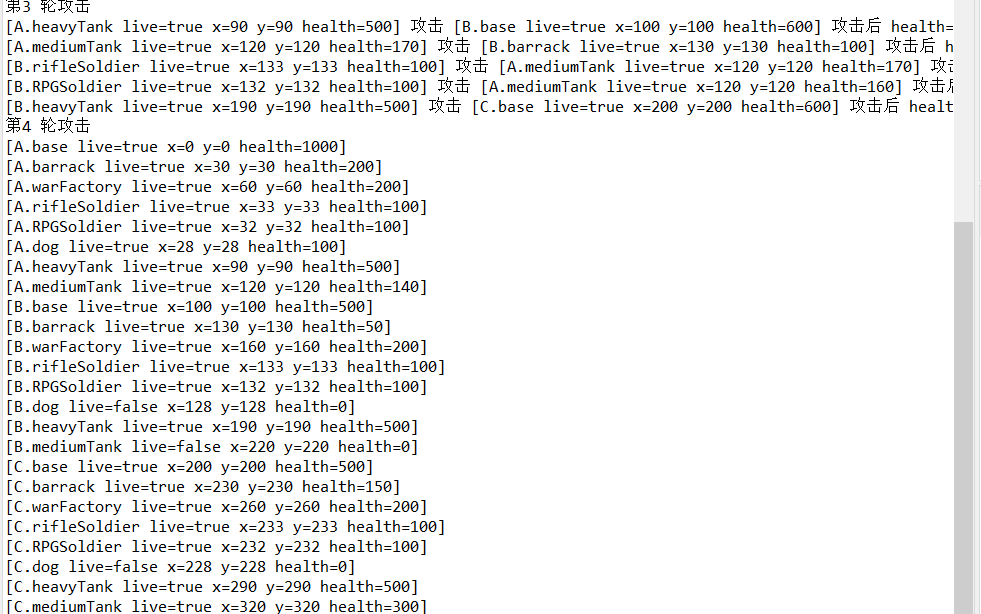 第3 轮攻击
[A.heavyTank live=true x=90 y=90 health=500] 攻击 [B.base live=true x=100 y=100 health=600] 攻击后 health=
[A.mediumTank live=true x=120 y=120 health=170] 攻击 [B.barrack live=true x=130 y=130 health=100] 攻击后 h
[B.rifleSoldier live=true x=133 y=133 health=100] 攻击 [A.mediumTank live=true x=120 y=120 health=170] 攻击
[B.RPGSoldier live=true x=132 y=132 health=100] 攻击 [A.mediumTank live=true x=120 y=120 health=160] 攻击后
[B.heavyTank live=true x=190 y=190 health=500] 攻击 [C.base live=true x=200 y=200 health=600] 攻击后 healt
第4 轮攻击
[A.base live=true x=0 y=0 health=1000]
[A.barrack live=true x=30 y=30 health=200]
[A.warFactory live=true x=60 y=60 health=200]
[A.rifleSoldier live=true x=33 y=33 health=100]
[A.RPGSoldier live=true x=32 y=32 health=100]
[A.dog live=true x=28 y=28 health=100]
[A.heavyTank live=true x=90 y=90 health=500]
[A.mediumTank live=true x=120 y=120 health=140]
[B.base live=true x=100 y=100 health=500]
[B.barrack live=true x=130 y=130 health=50]
[B.warFactory live=true x=160 y=160 health=200]
[B.rifleSoldier live=true x=133 y=133 health=100]
[B.RPGSoldier live=true x=132 y=132 health=100]
[B.dog live=false x=128 y=128 health=0]
[B.heavyTank live=true x=190 y=190 health=500]
[B.mediumTank live=false x=220 y=220 health=0]
[C.base live=true x=200 y=200 health=500]
[C.barrack live=true x=230 y=230 health=150]
[C.warFactory live=true x=260 y=260 health=200]
[C.rifleSoldier live=true x=233 y=233 health=100]
[C.RPGSoldier live=true x=232 y=232 health=100]
[C.dog live=false x=228 y=228 health=0]
[C.heavyTank live=true x=290 y=290 health=500]
[C.mediumTank live=true x=320 y=320 health=300]